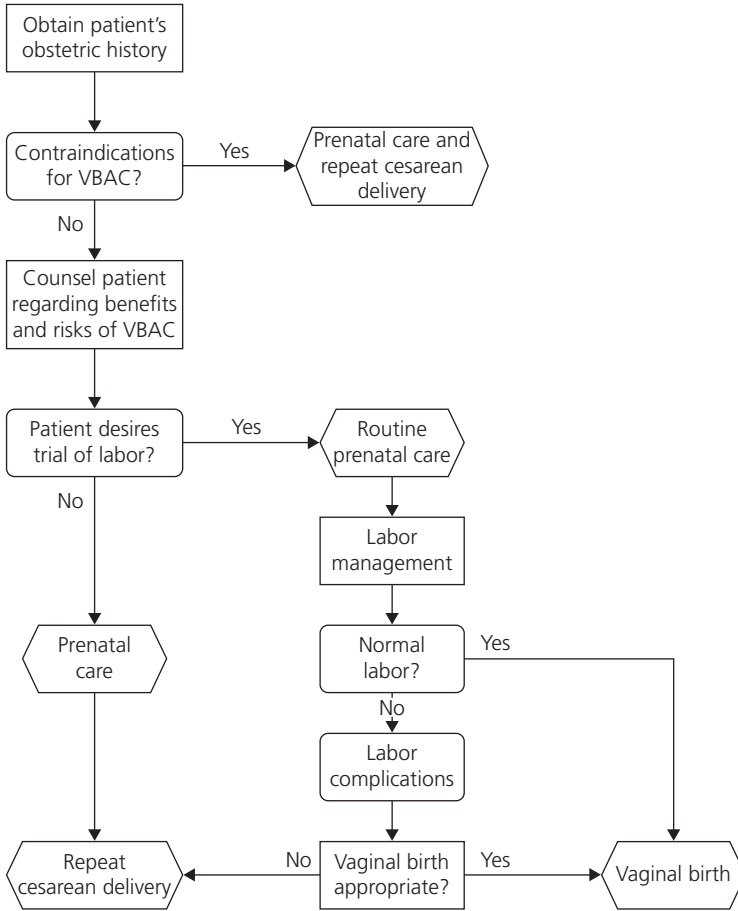 Obtain patient's
obstetric history
Contraindications
for VBAC?
Yes
Prenatal care and
repeat cesarean
delivery
No
Counsel patient
regarding benefits
and risks of VBAC
Patient desires
trial of labor?
Yes
Routine
prenatal care
No
Labor
management
Prenatal
care
Normal
labor?
Yes
No
Labor
complications
Repeat
cesarean delivery
No
Vaginal birth
appropriate?
Yes
Vaginal birth